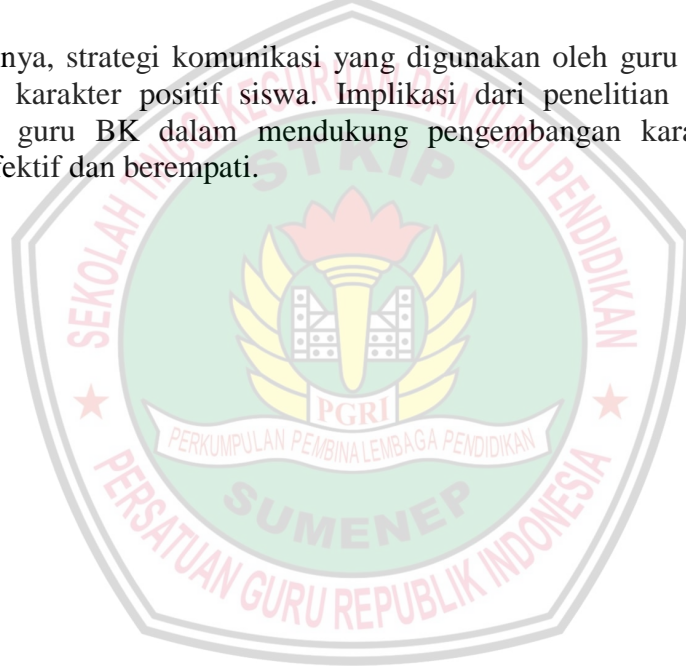 nya, strategi komunikasi yang digunakan oleh guru
karakter positif siswa. Implikasi dari penelitian
guru BK dalam mendukung pengembangan kara
fektif dan berempati.
SEKOLAH TINGGI KEGURUAN DAN ILMU PENDIDIKAN
STKIP
PGRI
PERKUMPULAN PEMBINA LEMBAGA PENDIDIKAN
SUMENEP
PERSATUAN GURU REPUBLIK INDONESIA